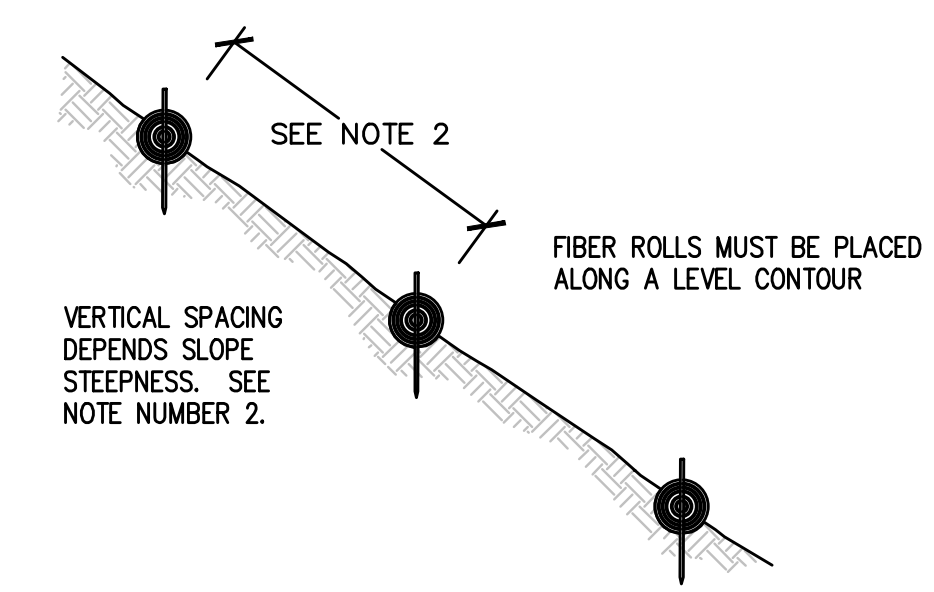 SEE NOTE 2
FIBER ROLLS MUST BE PLACED
ALONG A LEVEL CONTOUR
VERTICAL SPACING
DEPENDS SLOPE
STEEPNESS. SEE
NOTE NUMBER 2.